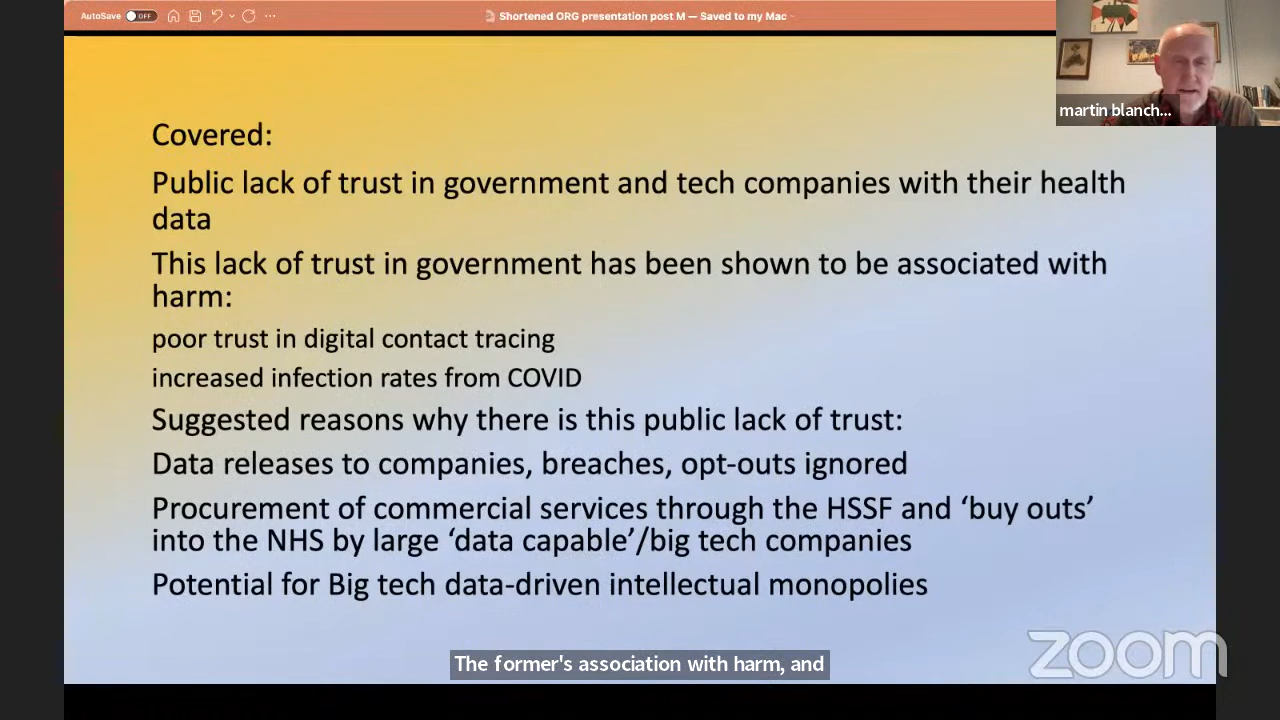 AutoSave OFF
Shortened ORG presentation post M — Saved to my Mac
martin blanch...
Covered:
Public lack of trust in government and tech companies with their health
data
This lack of trust in government has been shown to be associated with
harm:
poor trust in digital contact tracing
increased infection rates from COVID
Suggested reasons why there is this public lack of trust:
Data releases to companies, breaches, opt-outs ignored
Procurement of commercial services through the HSSF and ‘buy outs’
into the NHS by large ‘data capable’/big tech companies
Potential for Big tech data-driven intellectual monopolies
The former's association with harm, and
zoom